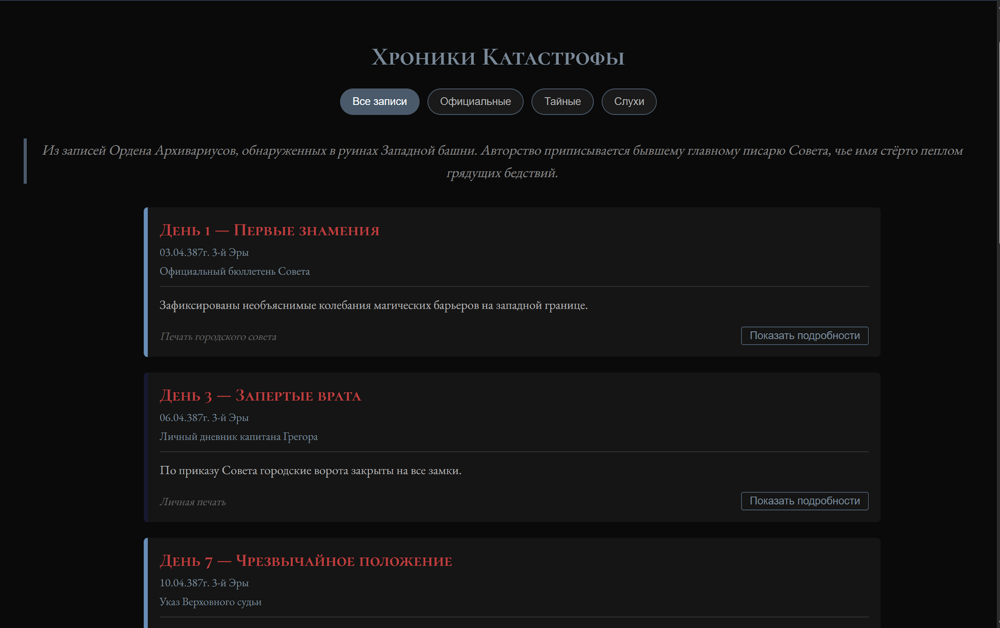 Хроники Катастрофы
Все записи Официальные Тайные Слухи
Из записей Ордена Архивариусов, обнаруженных в руинах Западной башни. Авторство приписывается бывшему главному писарю Совета, чье имя стёрто пеплом
грядущих бедствий.
День 1 — Первые знамения
03.04.387г. 3-й Эры
Официальный бюллетень Совета
Зафиксированы необъяснимые колебания магических барьеров на западной границе.
Печать городского совета Показать подробности
День 3 — Запертые врата
06.04.387г. 3-й Эры
Личный дневник капитана Грегора
По приказу Совета городские ворота закрыты на все замки.
Личная печать Показать подробности
День 7 — Чрезвычайное положение
10.04.387г. 3-й Эры
Указ Верховного судьи